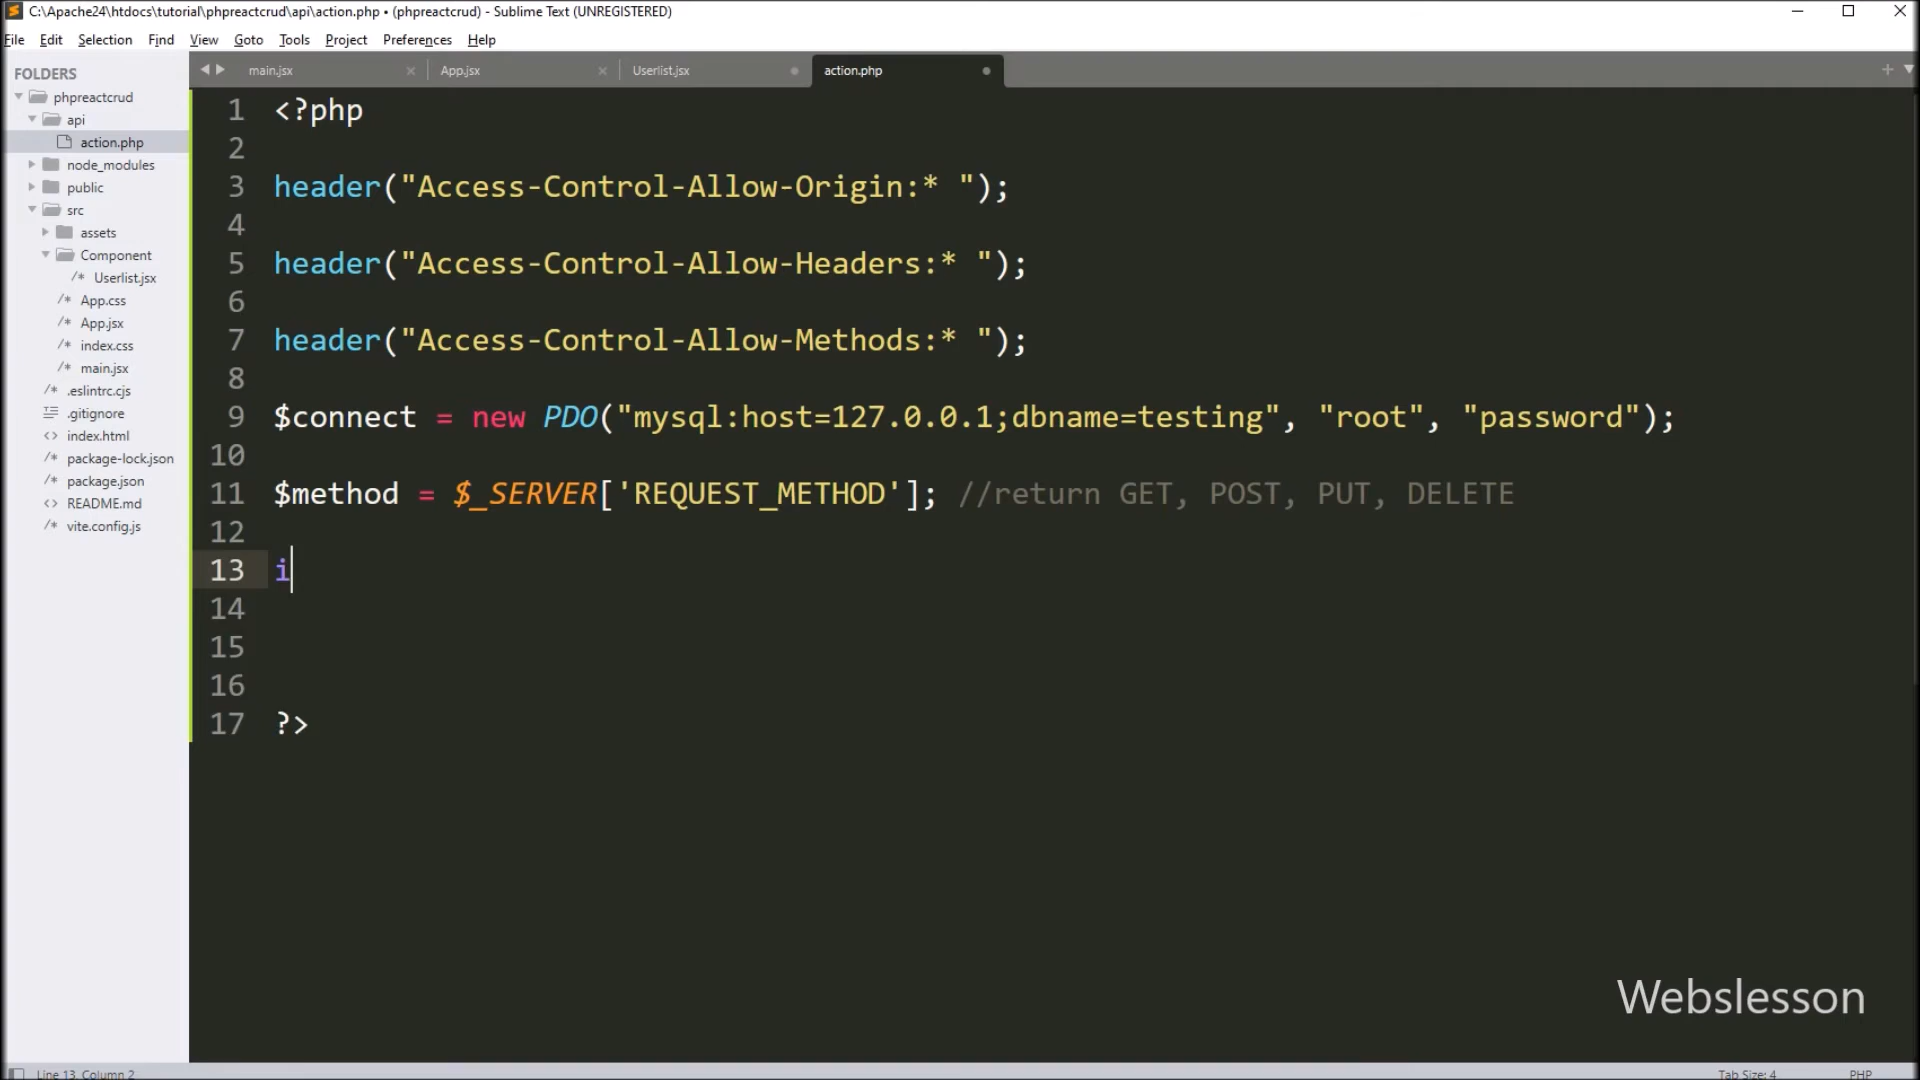 C:\Apache24\htdocs\tutorial\phpreactcrud\api\action.php • (phpreactcrud) - Sublime Text (UNREGISTERED)
File Edit Selection Find View Goto Tools Project Preferences Help
FOLDERS
phpreactcrud
api
action.php
node_modules
public
src
assets
Component
/* Userlist.jsx
/* App.css
/* App.jsx
/* index.css
/* main.jsx
/* .eslintrc.cjs
.gitignore
<> index.html
/* package-lock.json
/* package.json
<> README.md
/* vite.config.js
main.jsx App.jsx Userlist.jsx action.php
1 <?php
2
3 header("Access-Control-Allow-Origin:* ");
4
5 header("Access-Control-Allow-Headers:* ");
6
7 header("Access-Control-Allow-Methods:* ");
8
9 $connect = new PDO("mysql:host=127.0.0.1;dbname=testing", "root", "password");
10
11 $method = $_SERVER['REQUEST_METHOD']; //return GET, POST, PUT, DELETE
12
13 i
14
15
16
17 ?>
Webslesson
Line 13, Column 2 Tab Size: 4 PHP